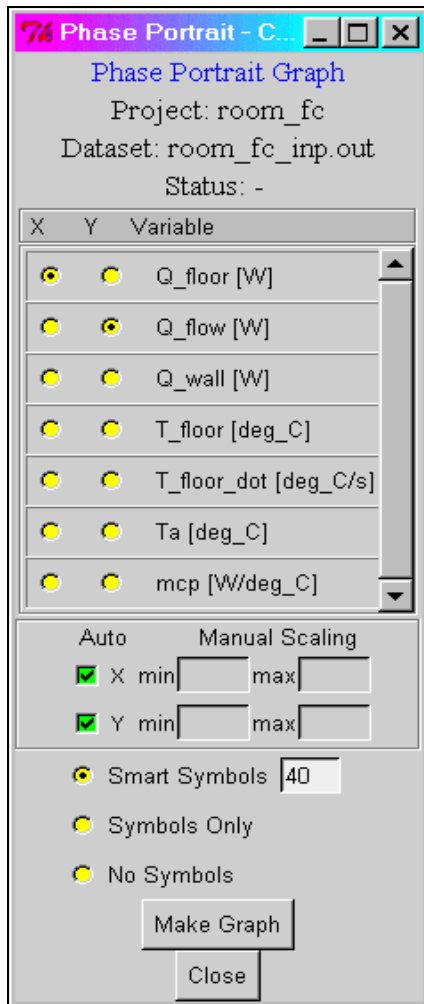 Phase Portrait - C...
Phase Portrait Graph
Project: room_fc
Dataset: room_fc_inp.out
Status: -
X Y Variable
Q_floor [W]
Q_flow [W]
Q_wall [W]
T_floor [deg_C]
T_floor_dot [deg_C/s]
Ta [deg_C]
mcp [W/deg_C]
Auto Manual Scaling
X min max
Y min max
Smart Symbols 40
Symbols Only
No Symbols
Make Graph
Close